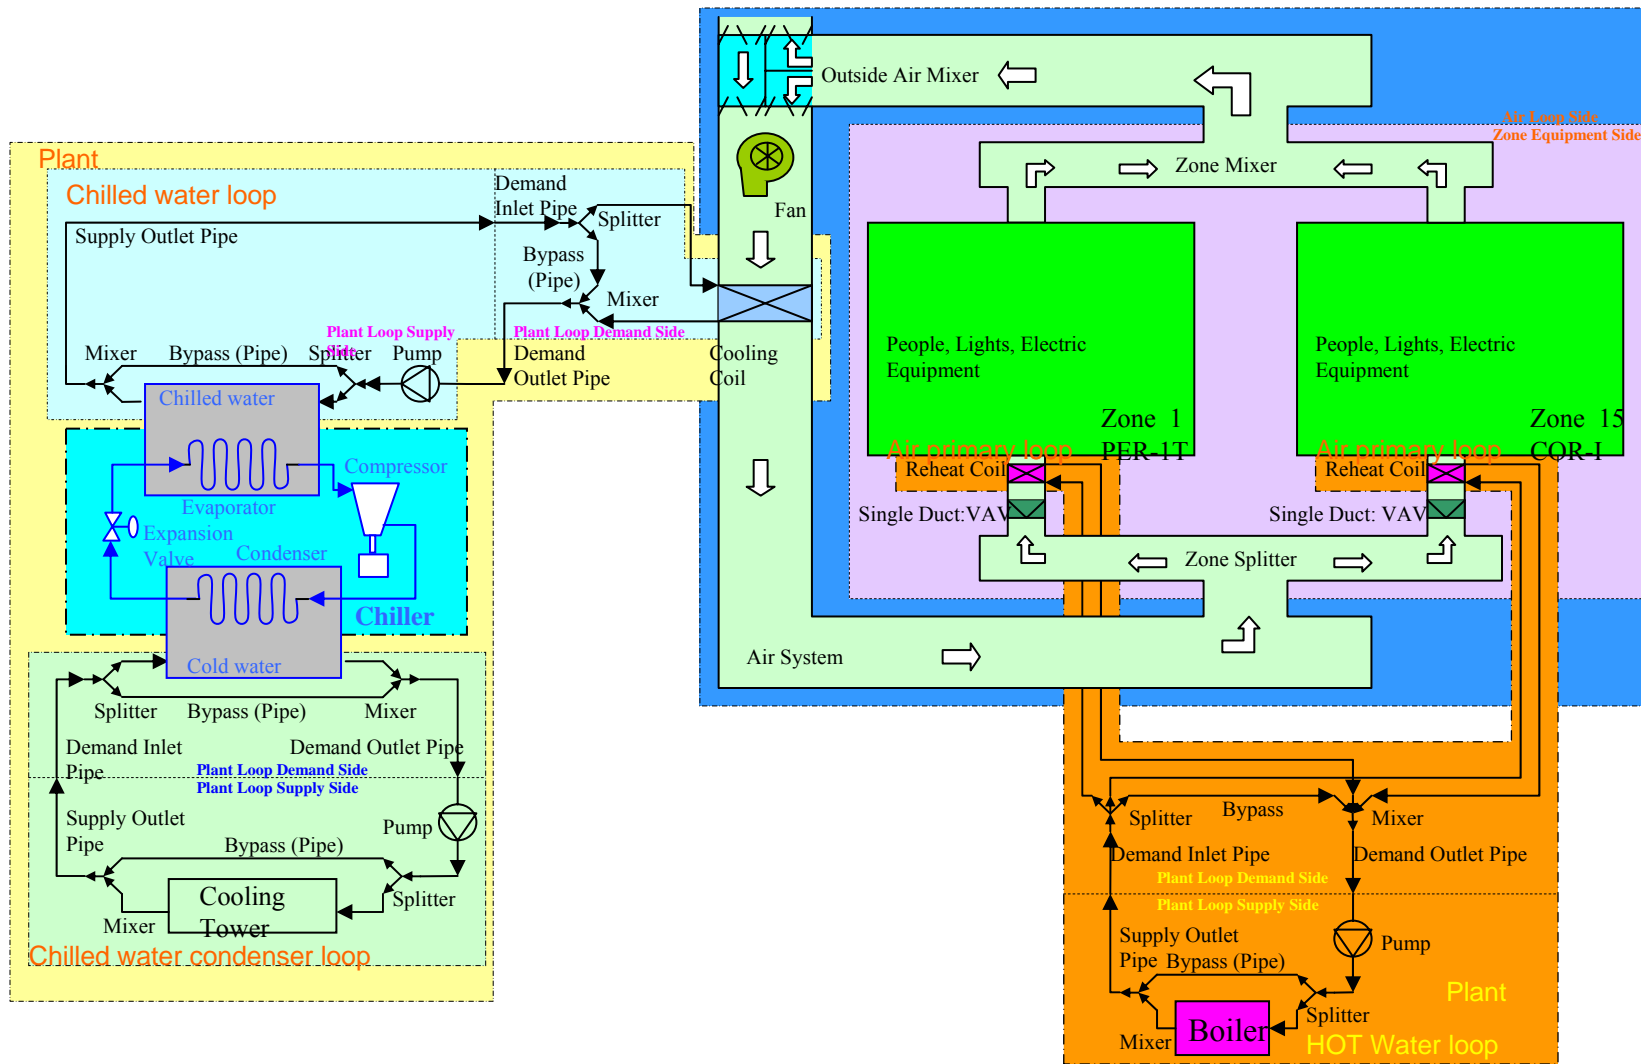 Outside Air Mixer
Air Loop Side
Zone Equipment Side
Plant
Zone Mixer
Chilled water loop
Demand
Inlet Pipe
Splitter
Fan
Supply Outlet Pipe
Bypass
(Pipe)
Mixer
Plant Loop Supply
Side
Plant Loop Demand Side
Mixer
Bypass (Pipe)
Splitter
Pump
Demand
Outlet Pipe
Cooling
Coil
People, Lights, Electric
Equipment
People, Lights, Electric
Equipment
Chilled water
Zone 1
PER-1T
Zone 15
COR-I
Air primary loop
Air primary loop
Compressor
Reheat Coil
Reheat Coil
Evaporator
Expansion
Valve
Single Duct:VAV
Single Duct: VAV
Condenser
Zone Splitter
Chiller
Cold water
Air System
Splitter
Bypass (Pipe)
Mixer
Demand Inlet
Pipe
Demand Outlet Pipe
Plant Loop Demand Side
Plant Loop Supply Side
Supply Outlet
Pipe
Pump
Bypass (Pipe)
Cooling
Tower
Mixer
Splitter
Chilled water condenser loop
Splitter
Bypass
Mixer
Demand Inlet Pipe
Demand Outlet Pipe
Plant Loop Demand Side
Plant Loop Supply Side
Supply Outlet
Pipe
Bypass (Pipe)
Pump
Plant
Boiler
Splitter
Mixer
HOT Water loop